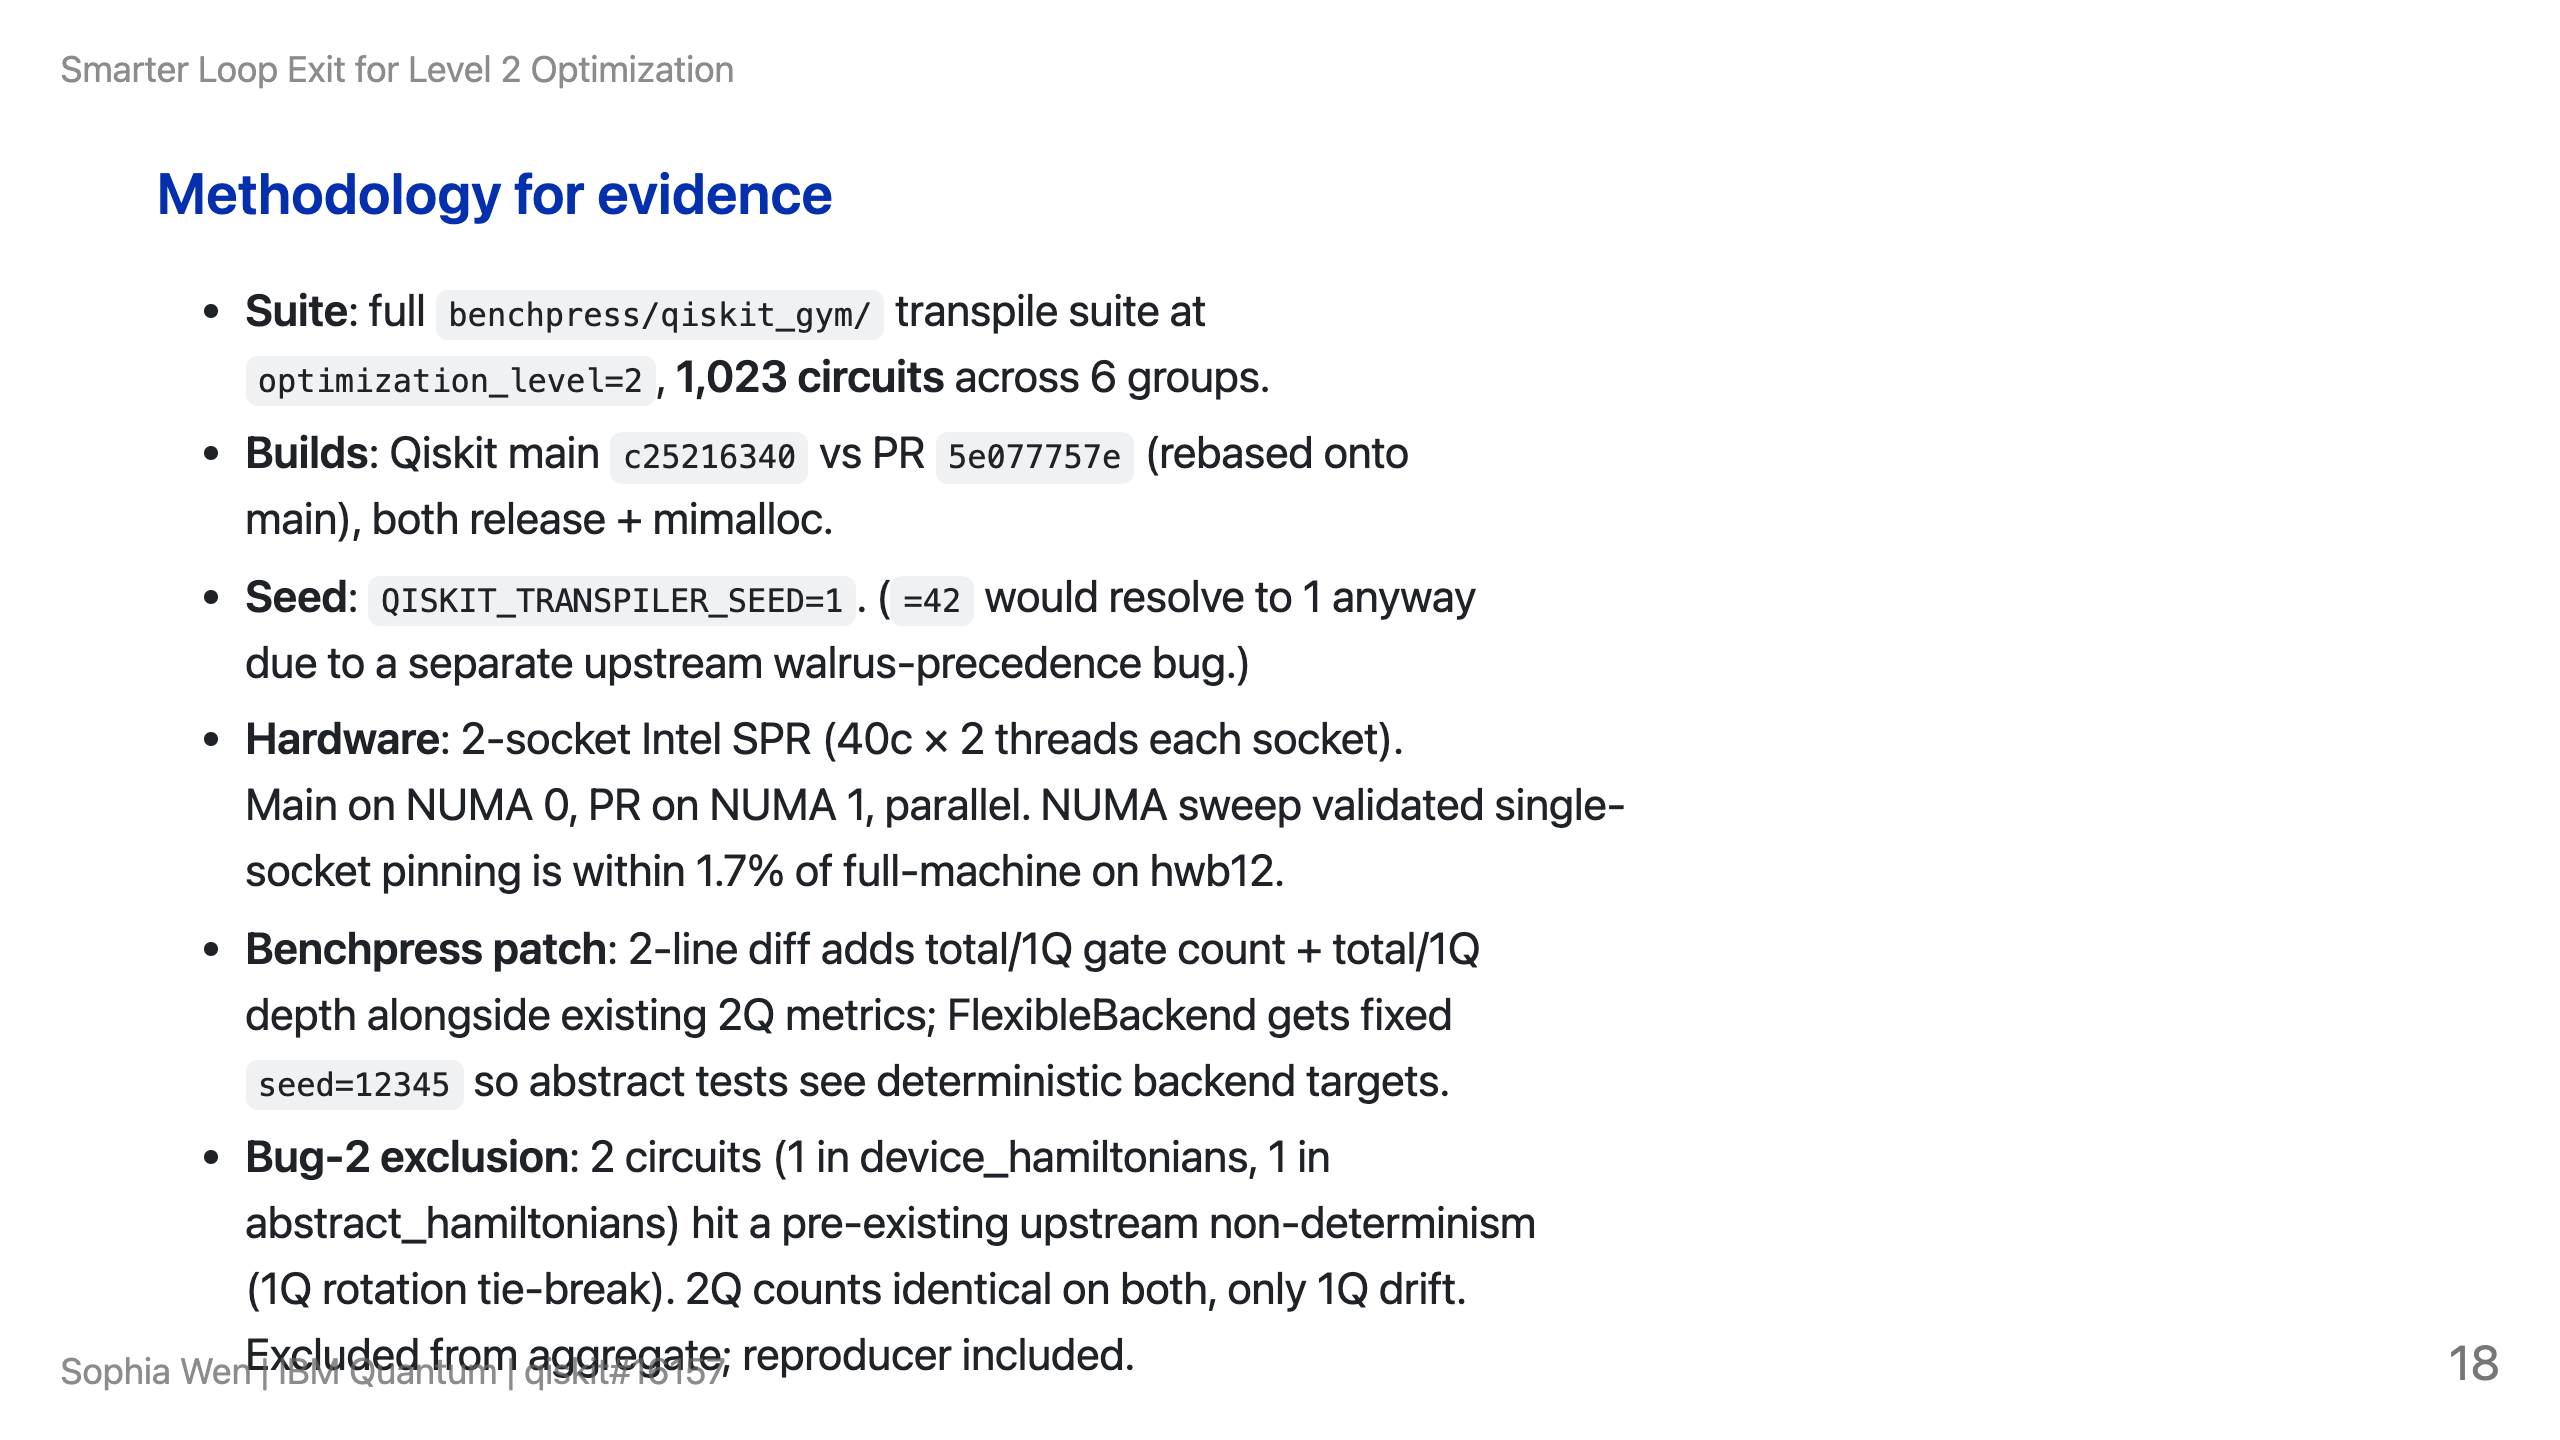 Smarter Loop Exit for Level 2 Optimization
Methodology for evidence
• Suite: full benchpress/qiskit_gym/ transpile suite at
optimization_level=2, 1,023 circuits across 6 groups.
• Builds: Qiskit main c25216340 vs PR 5e077757e (rebased onto
main), both release + mimalloc.
• Seed: QISKIT_TRANSPILER_SEED=1. (=42 would resolve to 1 anyway
due to a separate upstream walrus-precedence bug.)
• Hardware: 2-socket Intel SPR (40c × 2 threads each socket).
Main on NUMA 0, PR on NUMA 1, parallel. NUMA sweep validated single-
socket pinning is within 1.7% of full-machine on hwb12.
• Benchpress patch: 2-line diff adds total/1Q gate count + total/1Q
depth alongside existing 2Q metrics; FlexibleBackend gets fixed
seed=12345 so abstract tests see deterministic backend targets.
• Bug-2 exclusion: 2 circuits (1 in device_hamiltonians, 1 in
abstract_hamiltonians) hit a pre-existing upstream non-determinism
(1Q rotation tie-break). 2Q counts identical on both, only 1Q drift.
Excluded from aggregate; reproducer included.
Sophia Wen | IBM Quantum | qiskit#16157
18